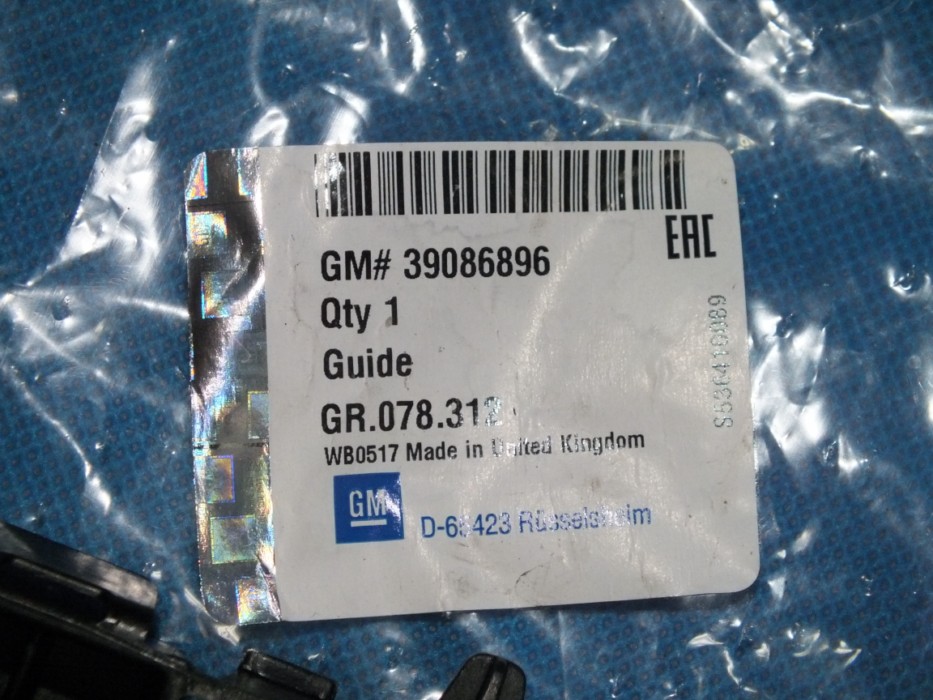 EAC
GM# 39086896
Qty 1
Guide
GR.078.312
WB0517 Made in United Kingdom
GM
D-65423 Rüsselsheim